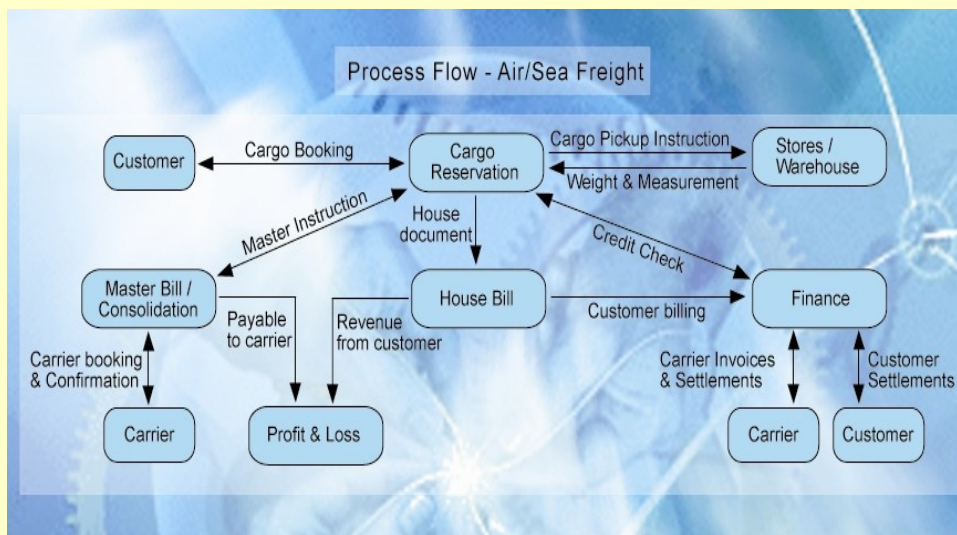 Process Flow - Air/Sea Freight
Customer
Cargo Booking
Cargo
Reservation
Cargo Pickup Instruction
Weight & Measurement
Stores /
Warehouse
Master Instruction
House
document
Credit Check
Master Bill /
Consolidation
Payable
to carrier
Revenue
from customer
House Bill
Customer billing
Finance
Carrier booking
& Confirmation
Carrier Invoices
& Settlements
Customer
Settlements
Carrier
Profit & Loss
Carrier
Customer